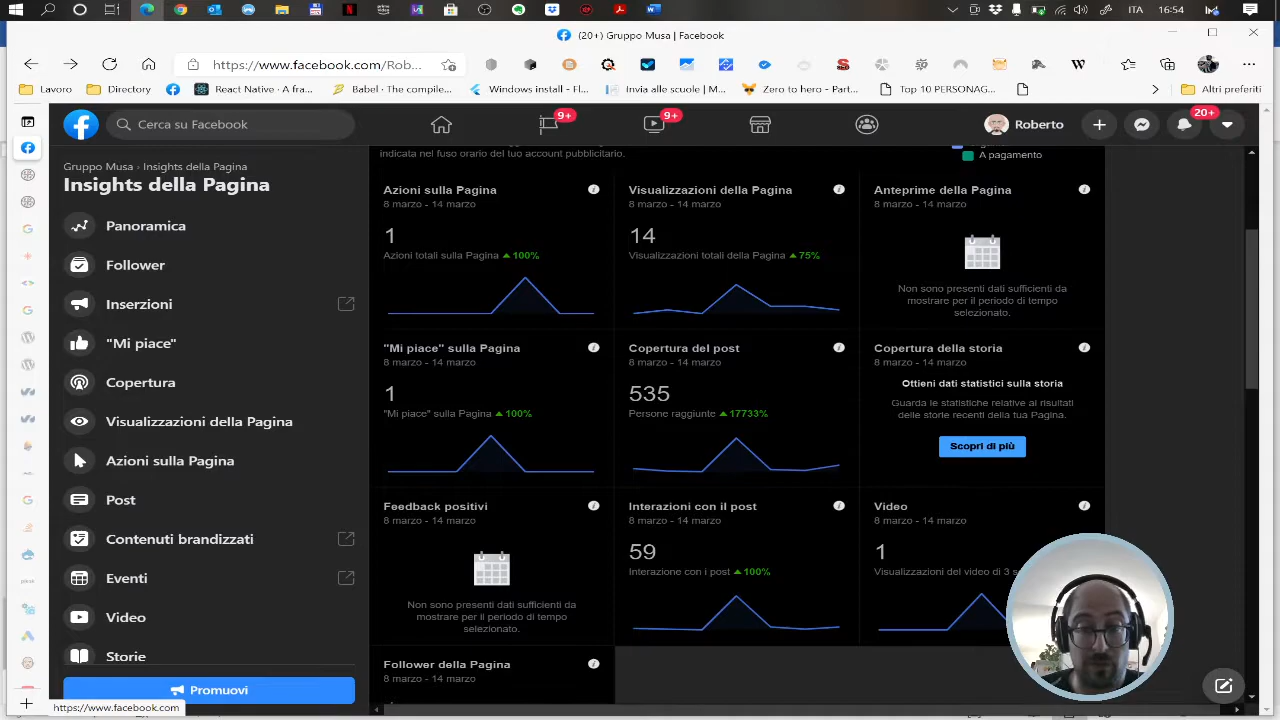 ITA
16:54
(20+) Gruppo Musa | Facebook
https://www.facebook.com/Rob...
Lavoro
Directory
React Native · A fra...
Babel · The compile...
Windows install - Fl...
Invia alle scuole | M...
Zero to hero - Part...
Top 10 PERSONAG...
Altri preferiti
Cerca su Facebook
9+
9+
Roberto
20+
Gruppo Musa › Insights della Pagina
Insights della Pagina
Panoramica
Follower
Inserzioni
"Mi piace"
Copertura
Visualizzazioni della Pagina
Azioni sulla Pagina
Post
Contenuti brandizzati
Eventi
Video
Storie
Promuovi
https://www.facebook.com
indicata nel fuso orario del tuo account pubblicitario.
A pagamento
Azioni sulla Pagina
8 marzo - 14 marzo
1
Azioni totali sulla Pagina 100%
Visualizzazioni della Pagina
8 marzo - 14 marzo
14
Visualizzazioni totali della Pagina 75%
Anteprime della Pagina
8 marzo - 14 marzo
Non sono presenti dati sufficienti da
mostrare per il periodo di tempo
selezionato.
"Mi piace" sulla Pagina
8 marzo - 14 marzo
1
"Mi piace" sulla Pagina 100%
Copertura del post
8 marzo - 14 marzo
535
Persone raggiunte 17733%
Copertura della storia
8 marzo - 14 marzo
Ottieni dati statistici sulla storia
Guarda le statistiche relative ai risultati
delle storie recenti della tua Pagina.
Scopri di più
Feedback positivi
8 marzo - 14 marzo
Non sono presenti dati sufficienti da
mostrare per il periodo di tempo
selezionato.
Interazioni con il post
8 marzo - 14 marzo
59
Interazione con i post 100%
Video
8 marzo - 14 marzo
1
Visualizzazioni del video di 3 s
Follower della Pagina
8 marzo - 14 marzo